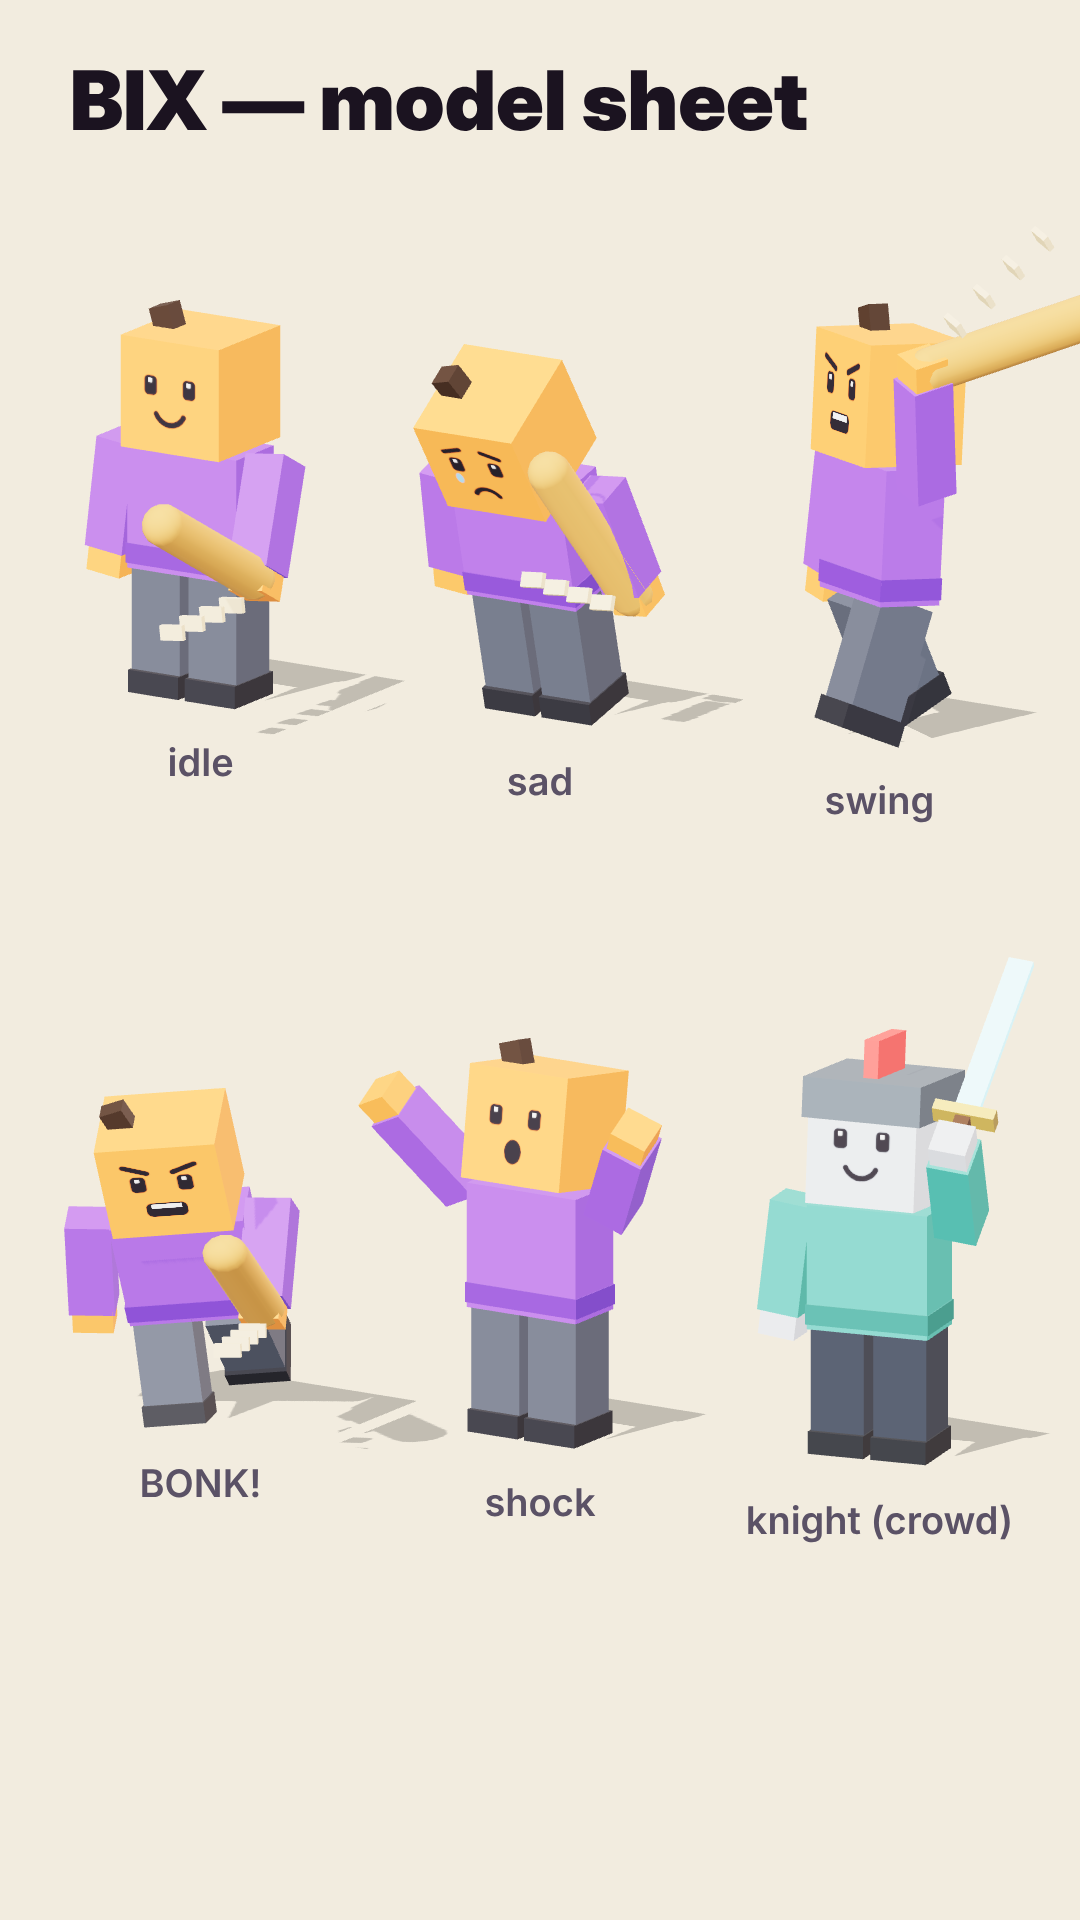 BIX — model sheet
idle
sad
swing
BONK!
shock
knight (crowd)